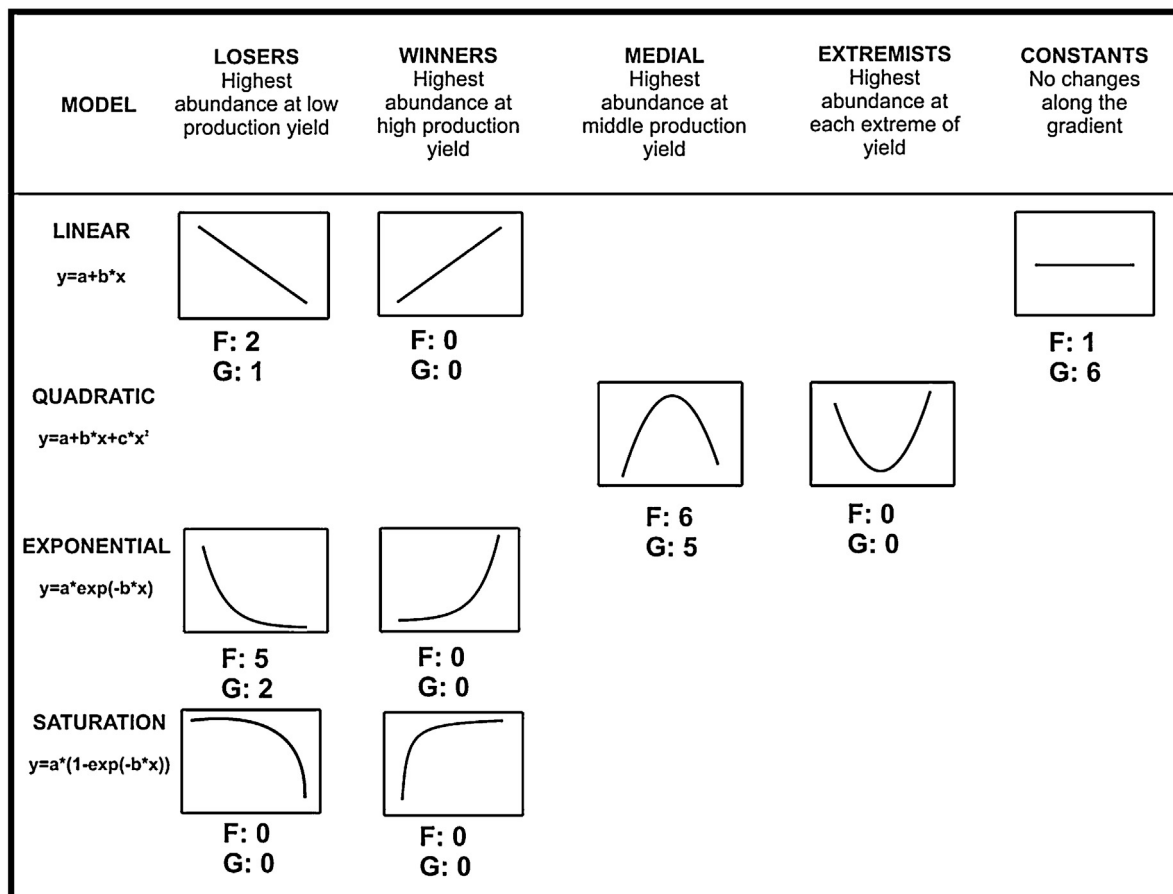 MODEL
LOSERS
Highest
abundance at low
production yield
WINNERS
Highest
abundance at
high production
yield
MEDIAL
Highest
abundance at
middle production
yield
EXTREMISTS
Highest
abundance at
each extreme of
yield
CONSTANTS
No changes
along the
gradient
LINEAR
y=a+b*x
F: 2
G: 1
F: 0
G: 0
F: 1
G: 6
QUADRATIC
y=a+b*x+c*x²
F: 6
G: 5
F: 0
G: 0
EXPONENTIAL
y=a*exp(-b*x)
F: 5
G: 2
F: 0
G: 0
SATURATION
y=a*(1-exp(-b*x))
F: 0
G: 0
F: 0
G: 0